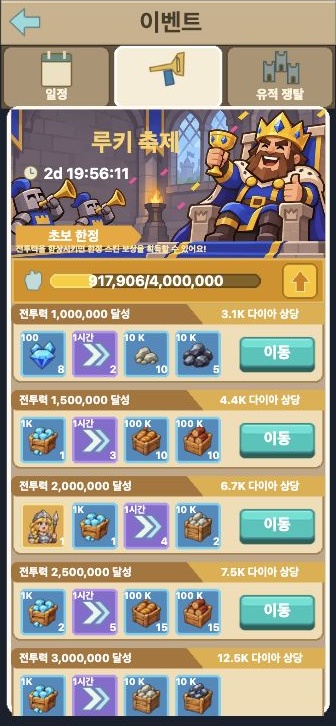 이벤트
일정
유적 쟁탈
루키 축제
2d 19:56:11
초보 한정
전투력을 향상시키면 한정 스킨 보상을 획득할 수 있어요!
917,906/4,000,000
전투력 1,000,000 달성 3.1K 다이아 상당
100 1시간 10 K 10 K
8 2 10 5
이동
전투력 1,500,000 달성 4.4K 다이아 상당
1K 1시간 100 K 100 K
1 3 10 10
이동
전투력 2,000,000 달성 6.7K 다이아 상당
1K 1시간 10 K
1 1 4 2
이동
전투력 2,500,000 달성 7.5K 다이아 상당
1K 1시간 100 K 100 K
2 5 15 15
이동
전투력 3,000,000 달성 12.5K 다이아 상당
1K 1시간 10 K 10 K